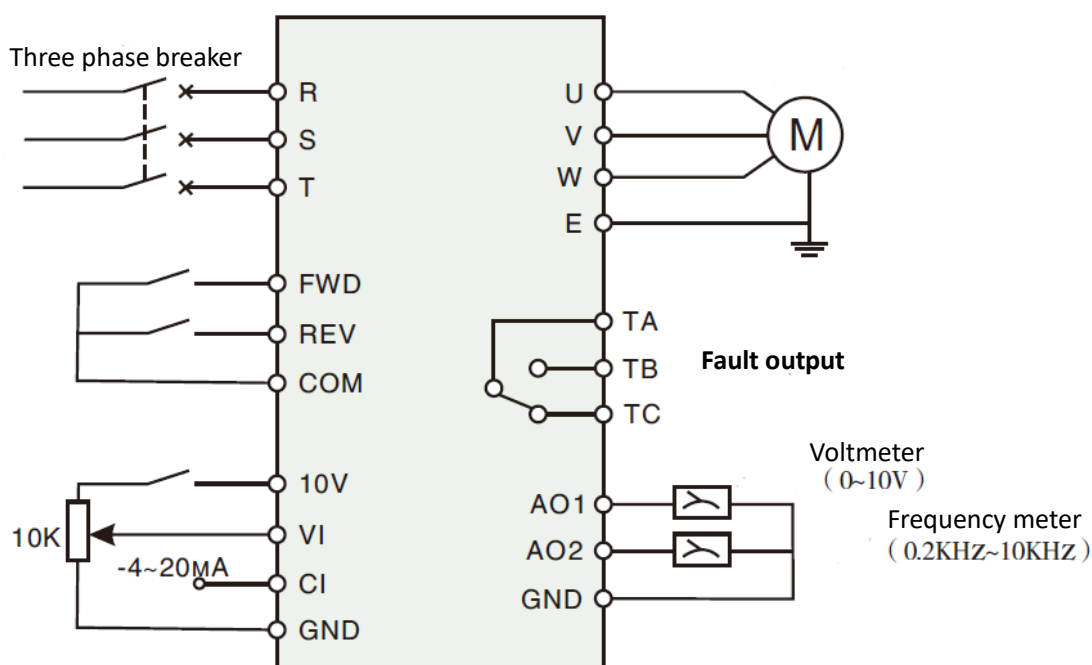 Three phase breaker
R
S
T
FWD
REV
COM
10V
10K
VI
-4~20MA
CI
GND
U
V
M
W
E
TA
TB
Fault output
TC
Voltmeter
( 0~10V )
AO1
Frequency meter
AO2
( 0.2KHZ~10KHZ )
GND